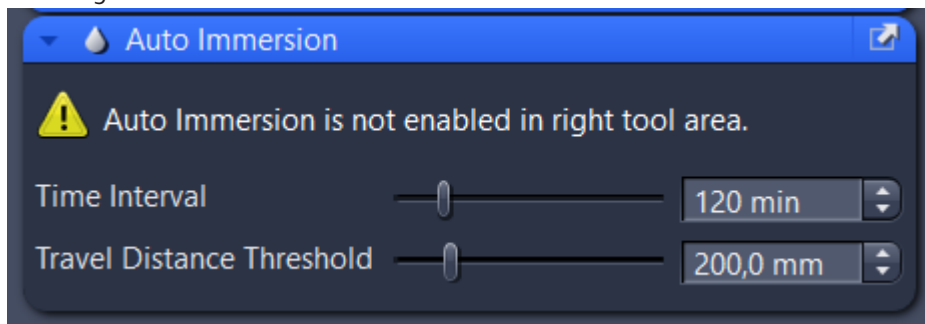 Auto Immersion
Auto Immersion is not enabled in right tool area.
Time Interval 120 min
Travel Distance Threshold 200,0 mm